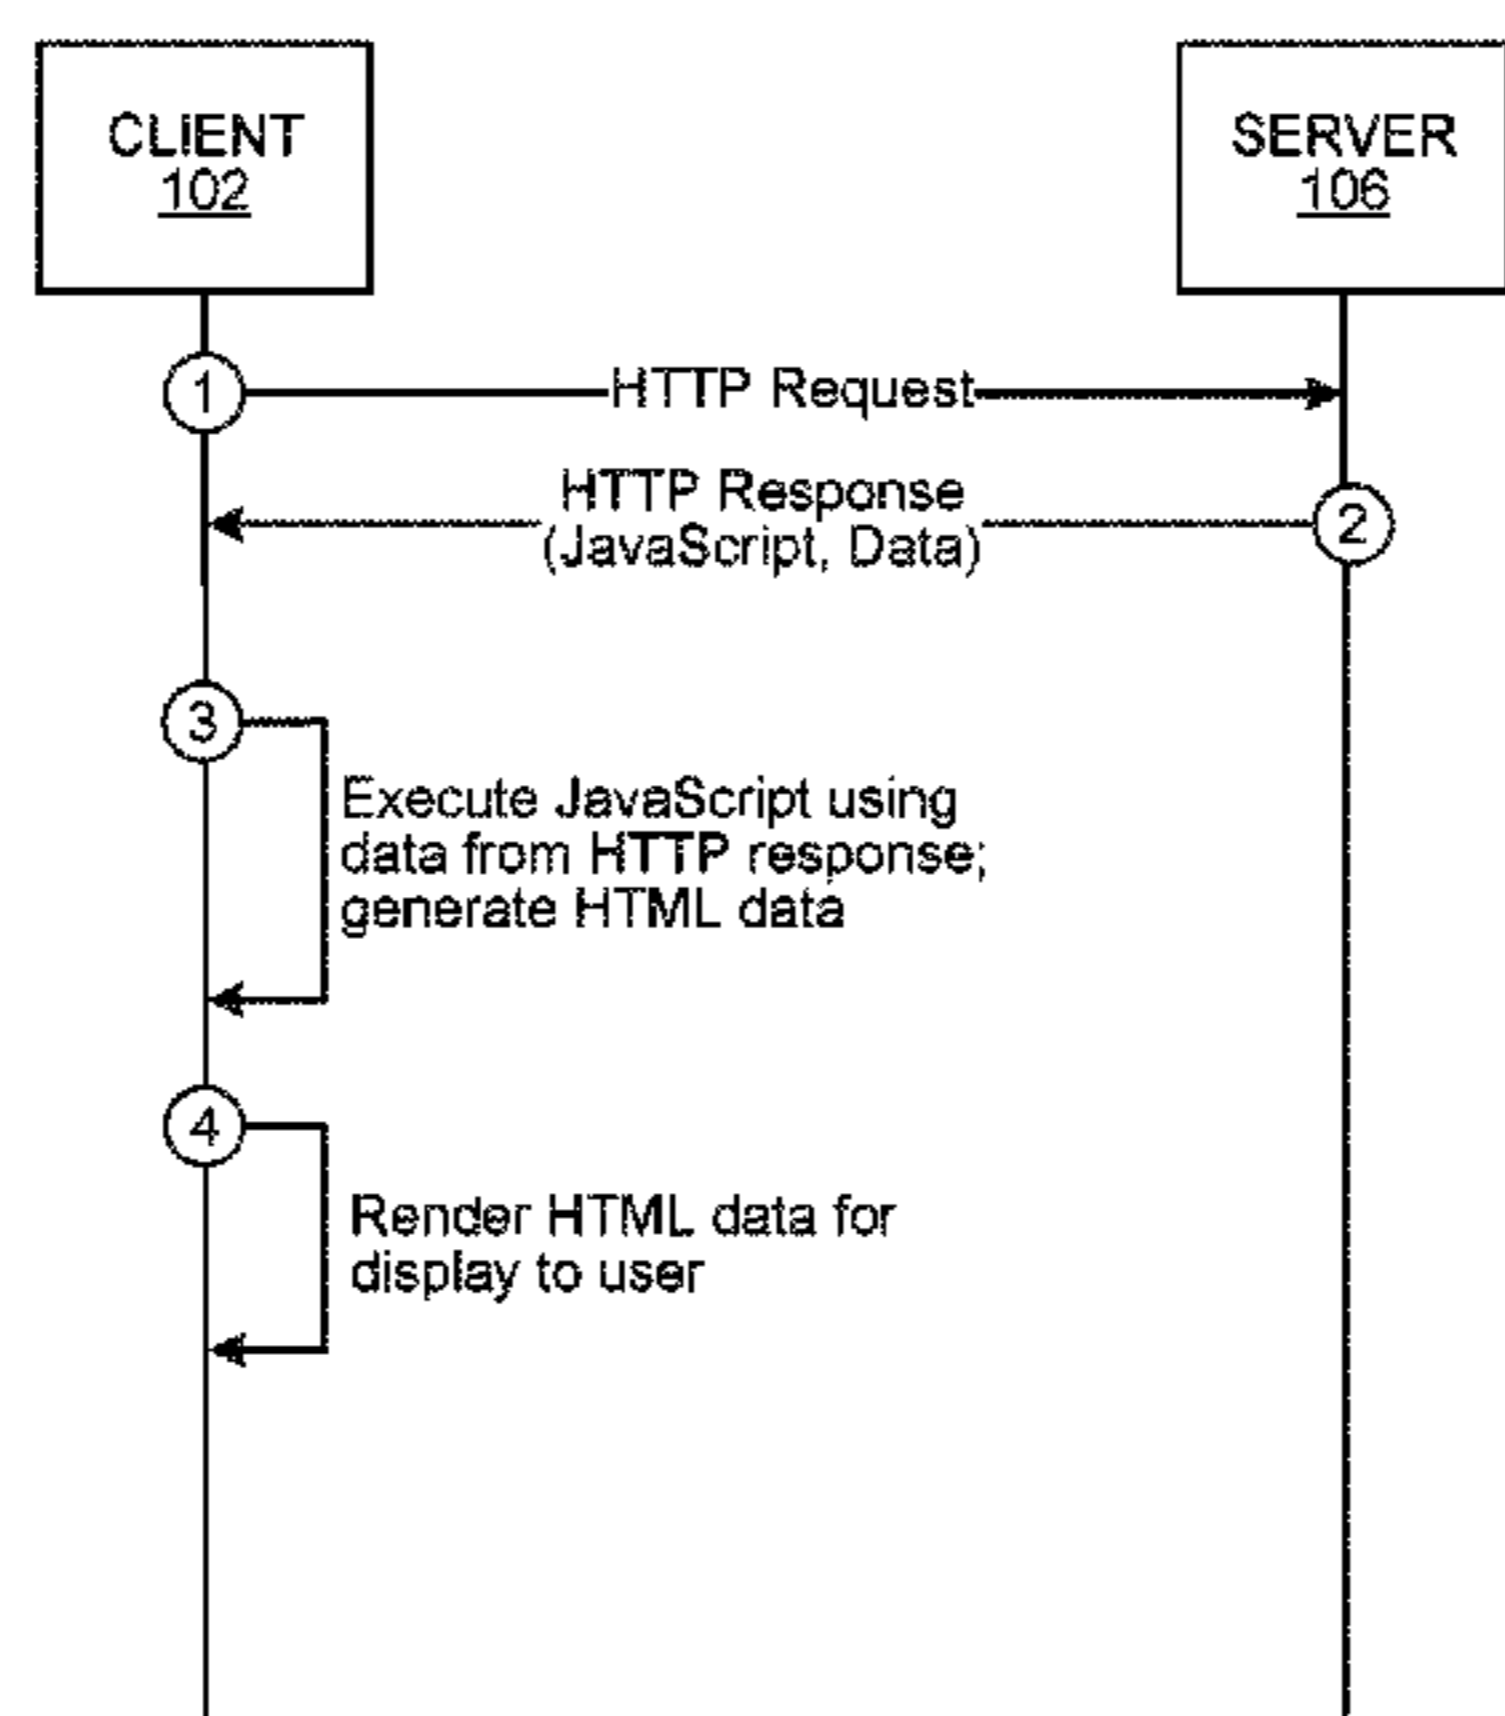 CLIENT
102
SERVER
106
1
HTTP Request
HTTP Response
(JavaScript, Data)
2
3
Execute JavaScript using
data from HTTP response;
generate HTML data
4
Render HTML data for
display to user